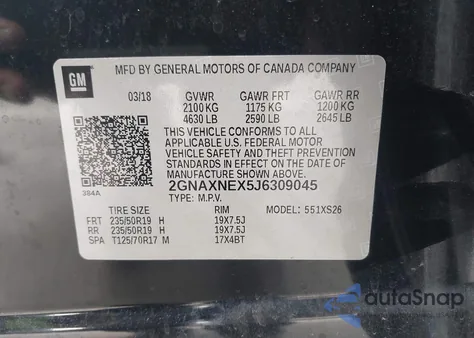 GM
MFD BY GENERAL MOTORS OF CANADA COMPANY
03/18 GVWR GAWR FRT GAWR RR
2100 KG 1175 KG 1200 KG
4630 LB 2590 LB 2645 LB
THIS VEHICLE CONFORMS TO ALL
APPLICABLE U.S. FEDERAL MOTOR
VEHICLE SAFETY AND THEFT PREVENTION
STANDARDS IN EFFECT ON THE DATE OF
MANUFACTURE SHOWN ABOVE.
384A
2GNAXNEX5J6309045
TYPE: M.P.V. MODEL: 551XS26
TIRE SIZE RIM
FRT 235/50R19 H 19X7.5J
RR 235/50R19 H 19X7.5J
SPA T125/70R17 M 17X4BT
autoSnap